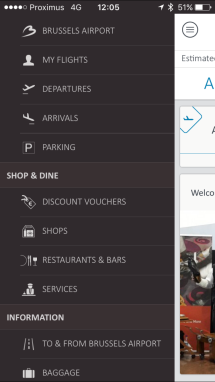 Proximus 4G 12:05 51%
BRUSSELS AIRPORT
MY FLIGHTS
Estimated
DEPARTURES
A
ARRIVALS
A
P PARKING
SHOP & DINE
DISCOUNT VOUCHERS
Welco
SHOPS
RESTAURANTS & BARS
SERVICES
INFORMATION
TO & FROM BRUSSELS AIRPORT
BAGGAGE